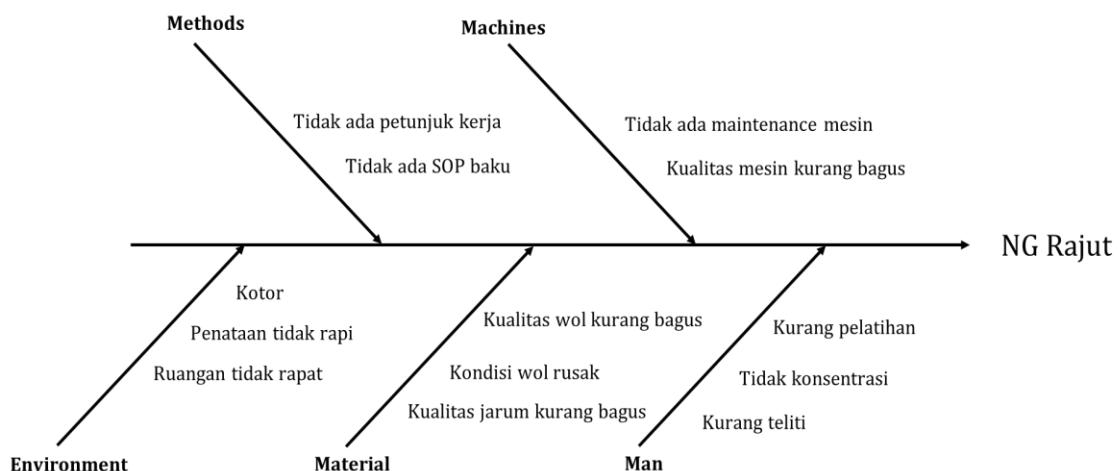 Methods
Machines
Tidak ada petunjuk kerja
Tidak ada maintenance mesin
Tidak ada SOP baku
Kualitas mesin kurang bagus
NG Rajut
Kotor
Kualitas wol kurang bagus
Kurang pelatihan
Penataan tidak rapi
Ruangan tidak rapat
Kondisi wol rusak
Tidak konsentrasi
Kualitas jarum kurang bagus
Kurang teliti
Environment
Material
Man